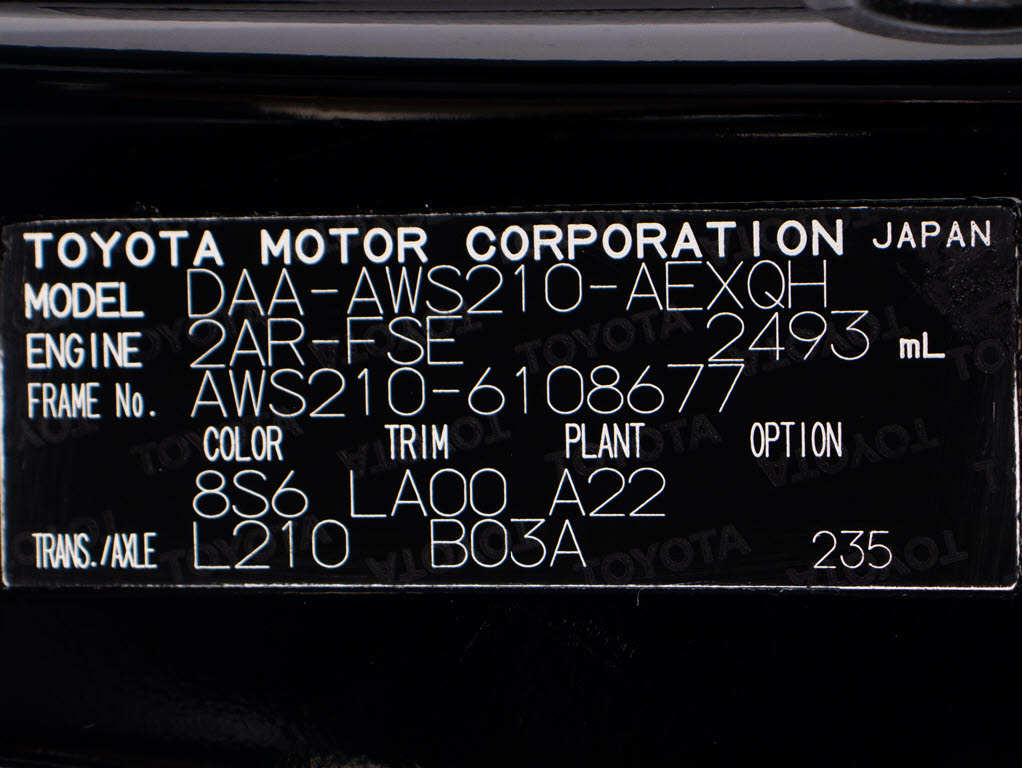 TOYOTA MOTOR CORPORATION JAPAN
MODEL DAA-AWS210-AEXQH
ENGINE 2AR-FSE 2493 mL
FRAME No. AWS210-6108677
COLOR TRIM PLANT OPTION
8S6 LA00 A22
TRANS./AXLE L210 B03A 235